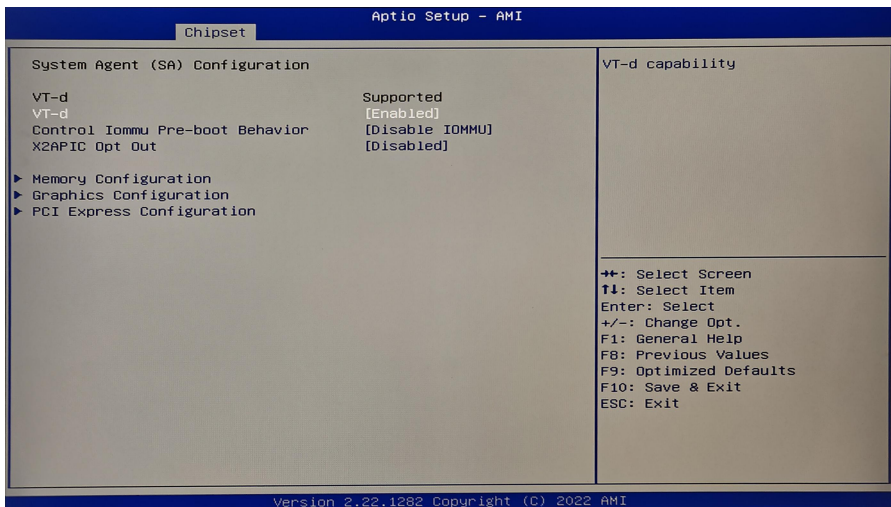 Aptio Setup – AMI
Chipset
System Agent (SA) Configuration
VT-d Supported
VT-d [Enabled]
Control Iommu Pre-boot Behavior [Disable IOMMU]
X2APIC Opt Out [Disabled]
▶ Memory Configuration
▶ Graphics Configuration
▶ PCI Express Configuration
VT-d capability
→←: Select Screen
↑↓: Select Item
Enter: Select
+/-: Change Opt.
F1: General Help
F8: Previous Values
F9: Optimized Defaults
F10: Save & Exit
ESC: Exit
Version 2.22.1282 Copyright (C) 2022 AMI